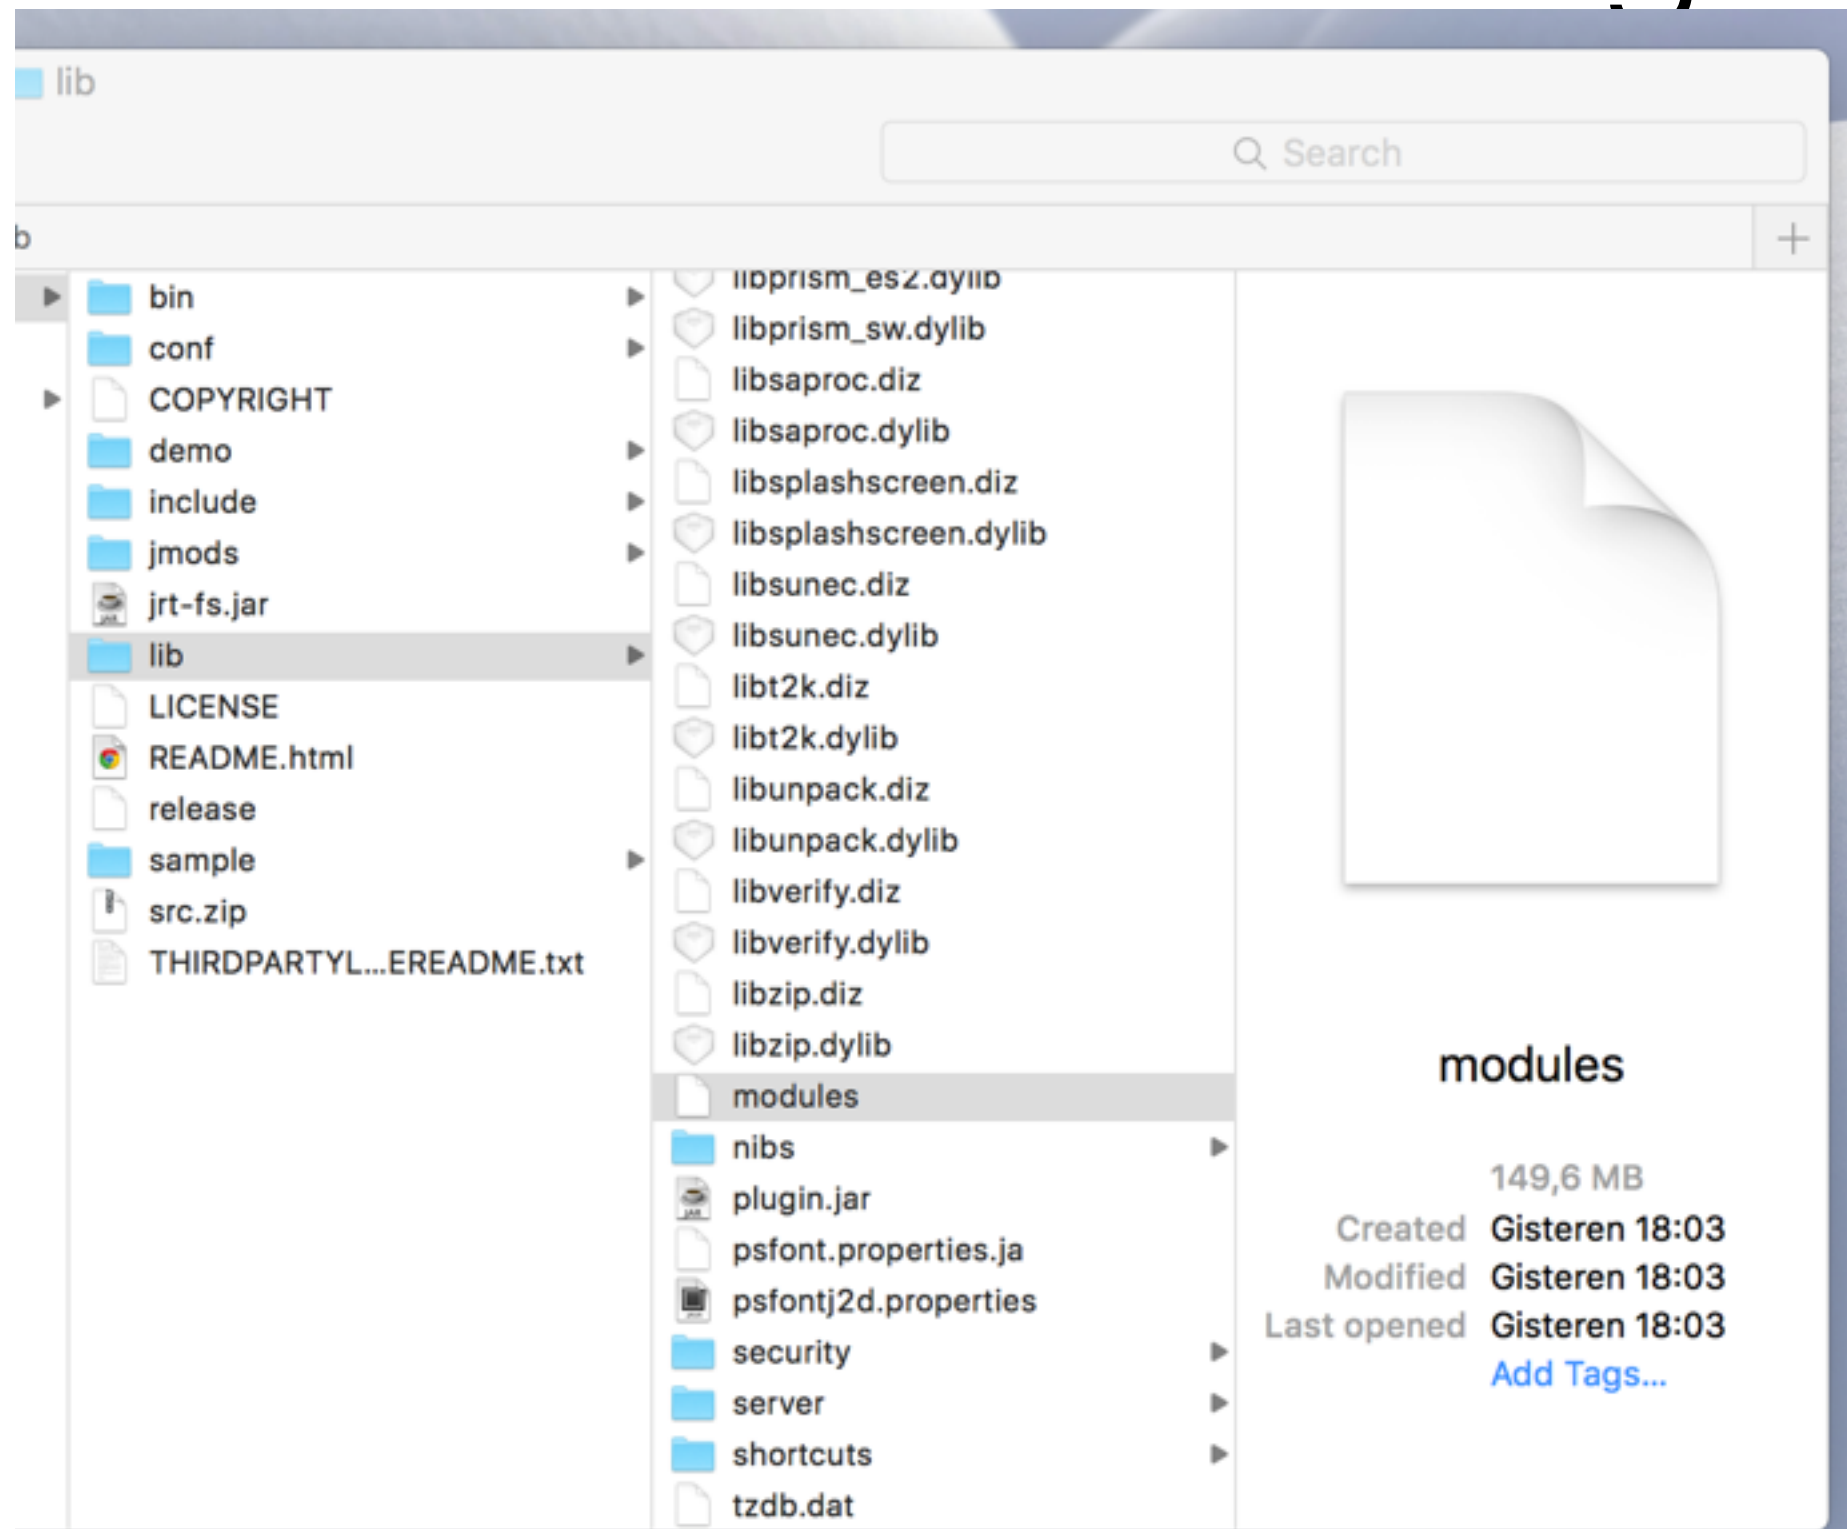 lib
Search
b
bin
conf
COPYRIGHT
demo
include
jmods
jrt-fs.jar
lib
LICENSE
README.html
release
sample
src.zip
THIRDPARTYL...EREADME.txt
libprism_es2.dylib
libprism_sw.dylib
libsaproc.diz
libsaproc.dylib
libsplashscreen.diz
libsplashscreen.dylib
libsunec.diz
libsunec.dylib
libt2k.diz
libt2k.dylib
libunpack.diz
libunpack.dylib
libverify.diz
libverify.dylib
libzip.diz
libzip.dylib
modules
nibs
plugin.jar
psfont.properties.ja
psfontj2d.properties
security
server
shortcuts
tzdb.dat
modules
149,6 MB
Created Gisteren 18:03
Modified Gisteren 18:03
Last opened Gisteren 18:03
Add Tags...